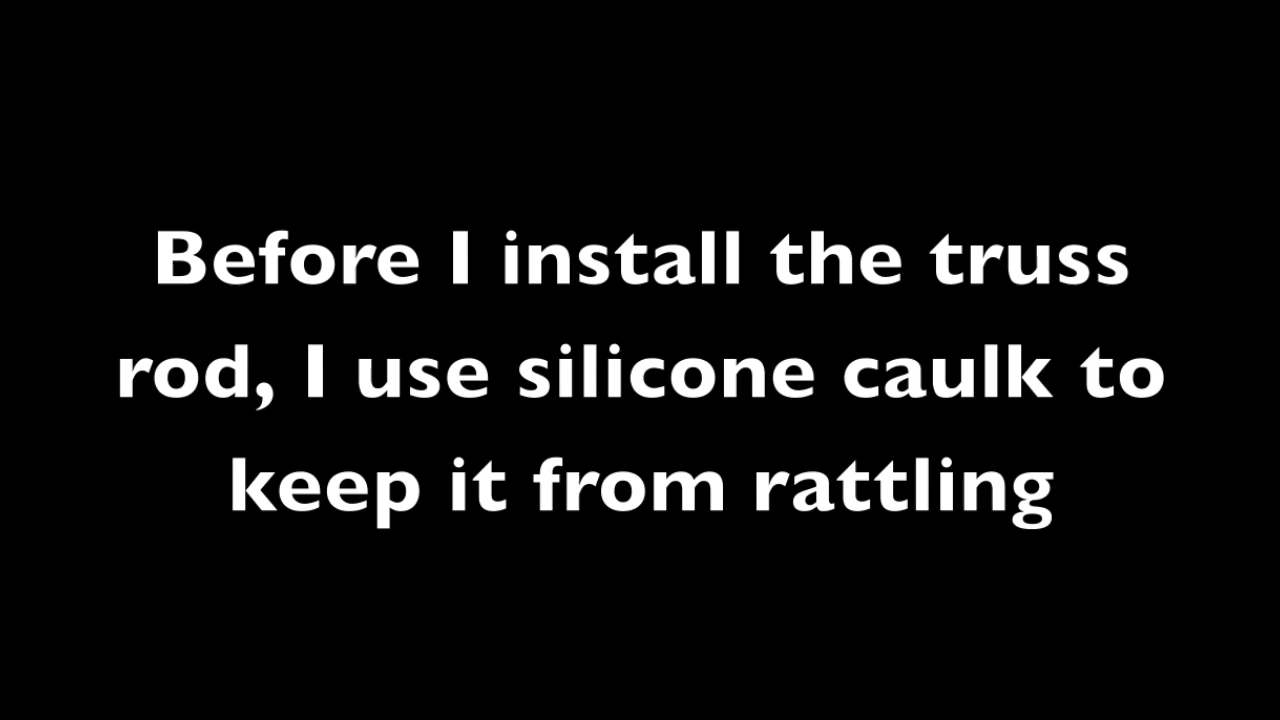 Before I install the truss
rod, I use silicone caulk to
keep it from rattling